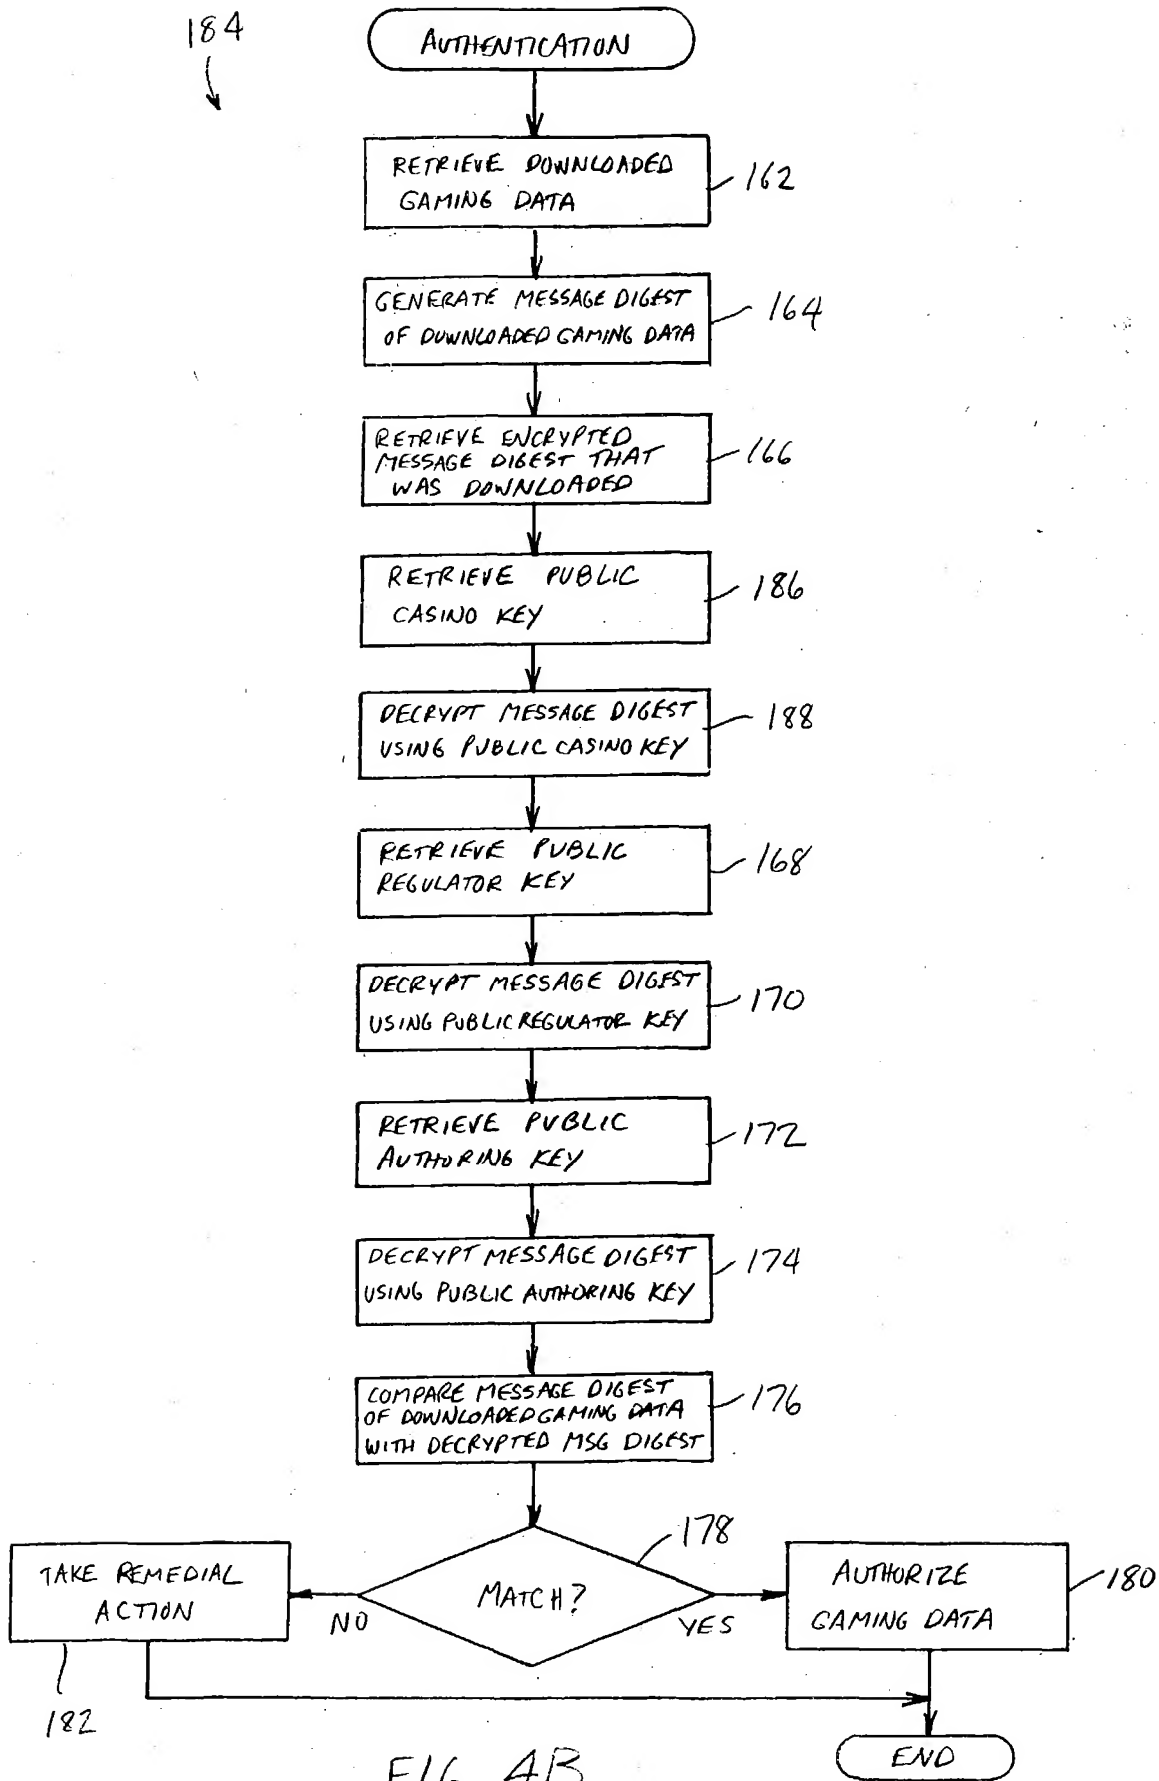 184
AUTHENTICATION
RETRIEVE DOWNLOADED
GAMING DATA
162
GENERATE MESSAGE DIGEST
OF DOWNLOADED GAMING DATA
164
RETRIEVE ENCRYPTED
MESSAGE DIGEST THAT
WAS DOWNLOADED
166
RETRIEVE PUBLIC
CASINO KEY
186
DECRYPT MESSAGE DIGEST
USING PUBLIC CASINO KEY
188
RETRIEVE PUBLIC
REGULATOR KEY
168
DECRYPT MESSAGE DIGEST
USING PUBLIC REGULATOR KEY
170
RETRIEVE PUBLIC
AUTHORING KEY
172
DECRYPT MESSAGE DIGEST
USING PUBLIC AUTHORING KEY
174
COMPARE MESSAGE DIGEST
OF DOWNLOADED GAMING DATA
WITH DECRYPTED MSG DIGEST
176
178
MATCH?
NO
YES
TAKE REMEDIAL
ACTION
182
AUTHORIZE
GAMING DATA
180
END
FIG. 4B